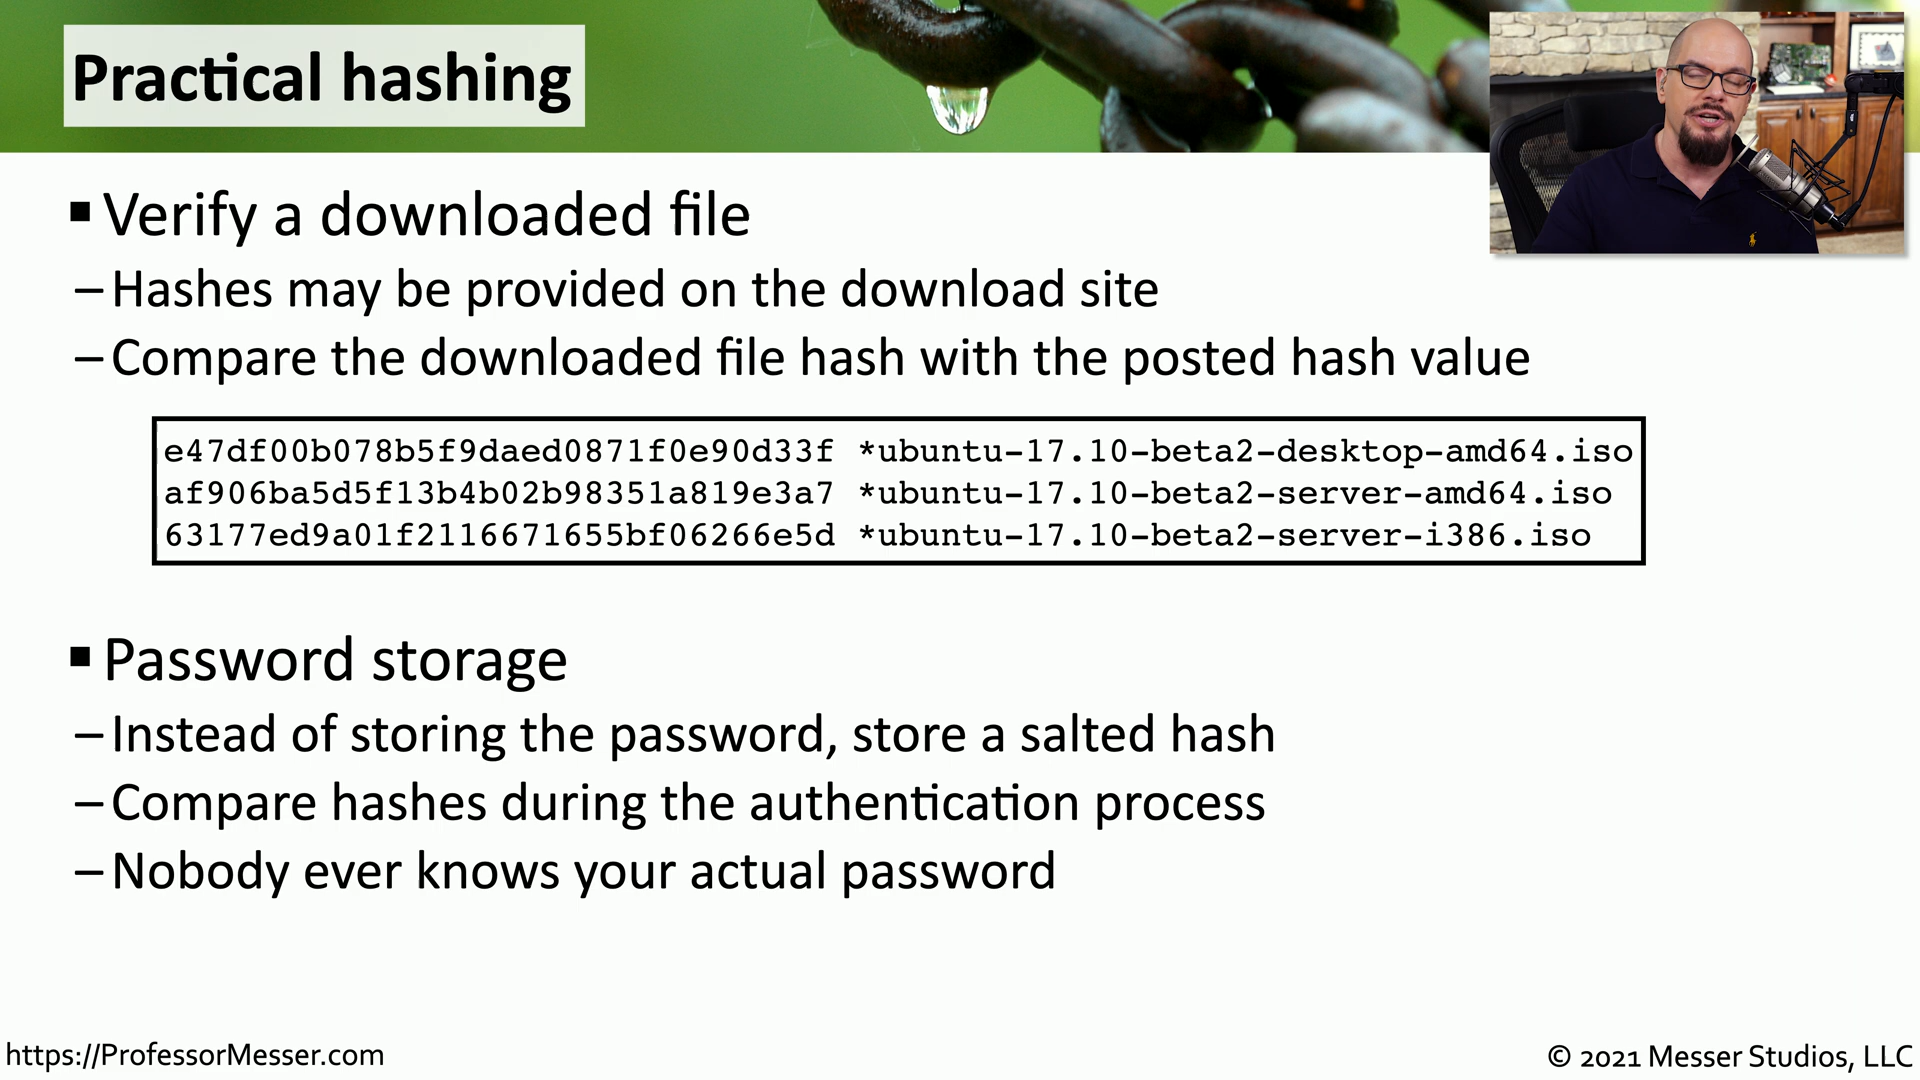 Practical hashing
▪ Verify a downloaded file
– Hashes may be provided on the download site
– Compare the downloaded file hash with the posted hash value
e47df00b078b5f9daed0871f0e90d33f *ubuntu-17.10-beta2-desktop-amd64.iso
af906ba5d5f13b4b02b98351a819e3a7 *ubuntu-17.10-beta2-server-amd64.iso
63177ed9a01f2116671655bf06266e5d *ubuntu-17.10-beta2-server-i386.iso
▪ Password storage
– Instead of storing the password, store a salted hash
– Compare hashes during the authentication process
– Nobody ever knows your actual password
https://ProfessorMesser.com
© 2021 Messer Studios, LLC